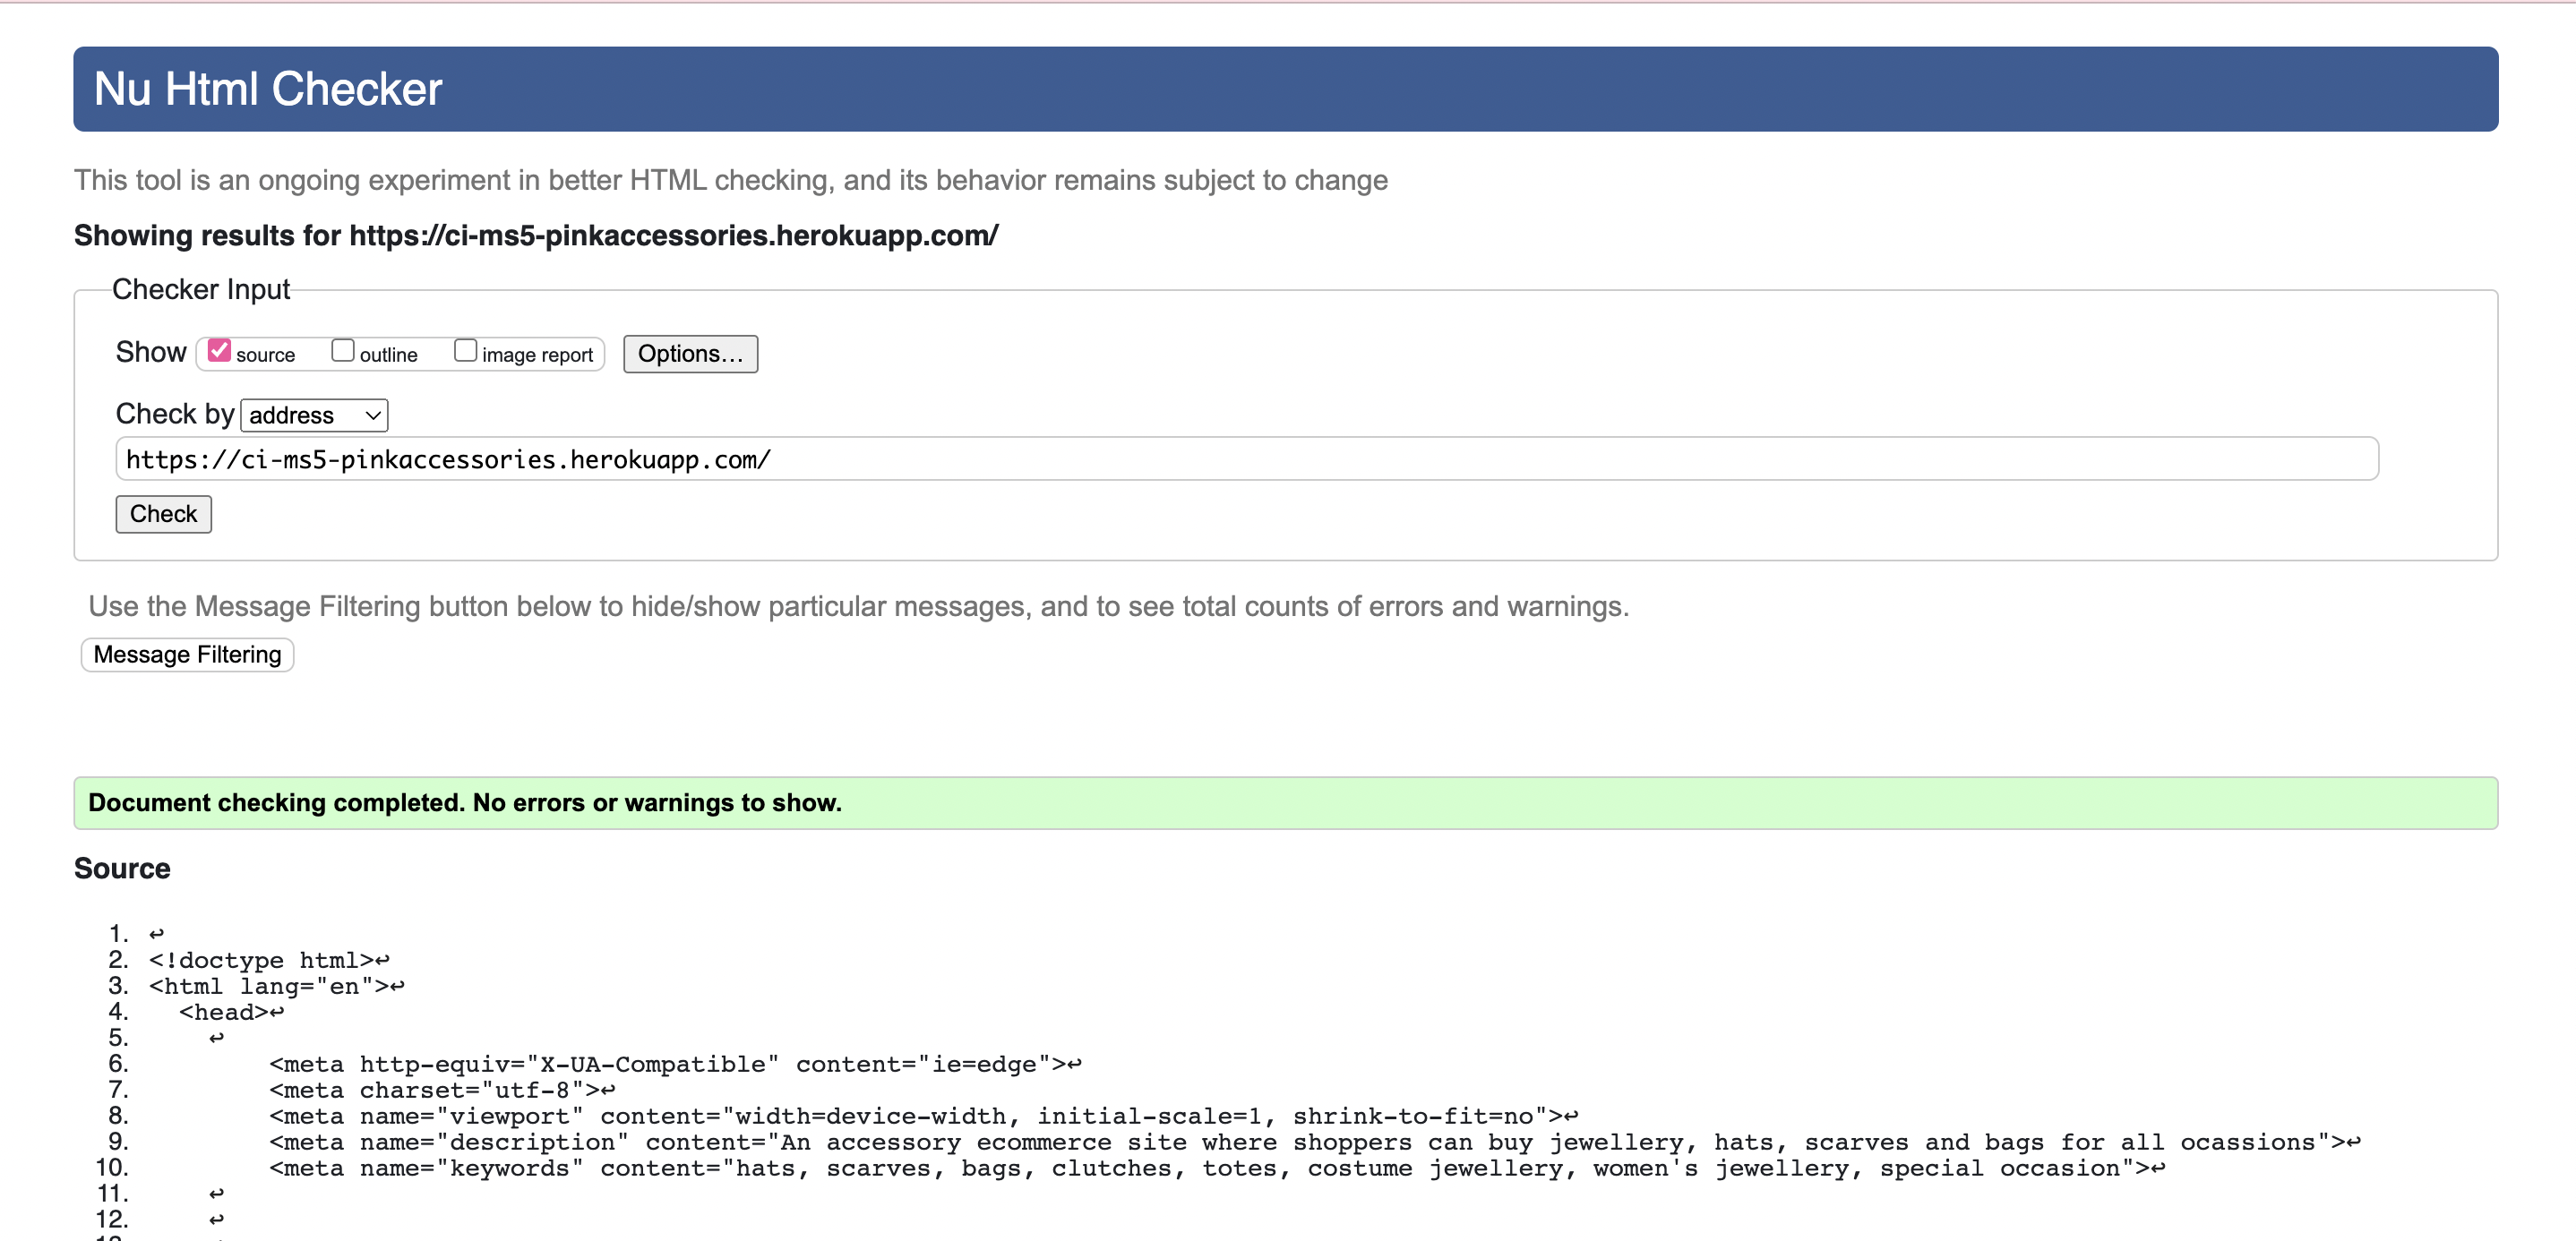 Nu Html Checker
This tool is an ongoing experiment in better HTML checking, and its behavior remains subject to change
Showing results for https://ci-ms5-pinkaccessories.herokuapp.com/
Checker Input
Show source outline image report Options...
Check by address
https://ci-ms5-pinkaccessories.herokuapp.com/
Check
Use the Message Filtering button below to hide/show particular messages, and to see total counts of errors and warnings.
Message Filtering
Document checking completed. No errors or warnings to show.
Source
1. ↩
2. <!doctype html>↩
3. <html lang="en">↩
4. <head>↩
5. ↩
6. <meta http-equiv="X-UA-Compatible" content="ie=edge">↩
7. <meta charset="utf-8">↩
8. <meta name="viewport" content="width=device-width, initial-scale=1, shrink-to-fit=no">↩
9. <meta name="description" content="An accessory ecommerce site where shoppers can buy jewellery, hats, scarves and bags for all ocassions">↩
10. <meta name="keywords" content="hats, scarves, bags, clutches, totes, costume jewellery, women's jewellery, special occasion">↩
11. ↩
12. ↩